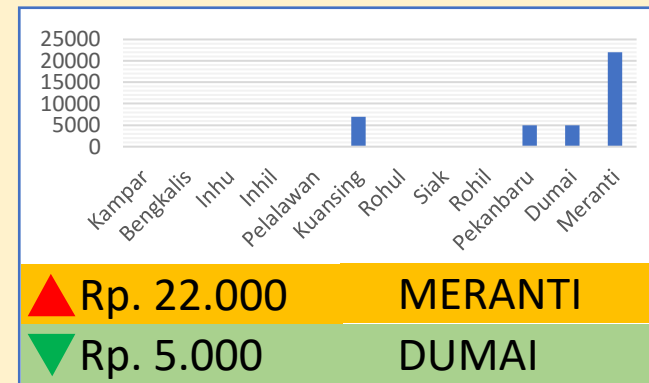 25000
20000
15000
10000
5000
0
Kampar
Bengkalis
Inhu
Inhil
Pelalawan
Kuansing
Rohul
Siak
Rohil
Pekanbaru
Dumai
Meranti
Rp. 22.000 MERANTI
Rp. 5.000 DUMAI